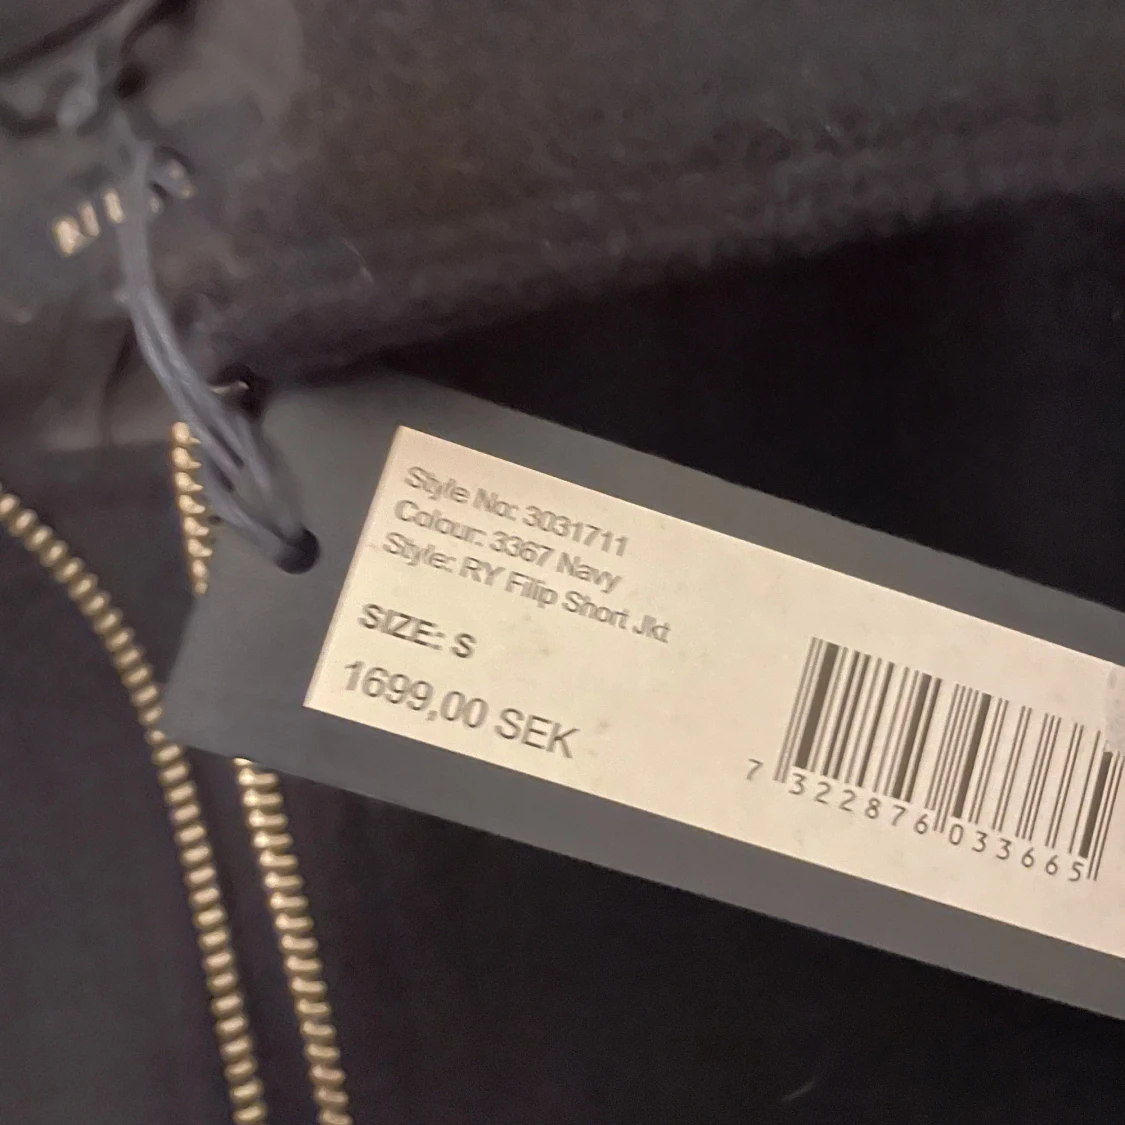 Style No: 3031711
Colour: 3367 Navy
Style: RY Filip Short Jkt
SIZE: S
1699,00 SEK
7 322876 033665